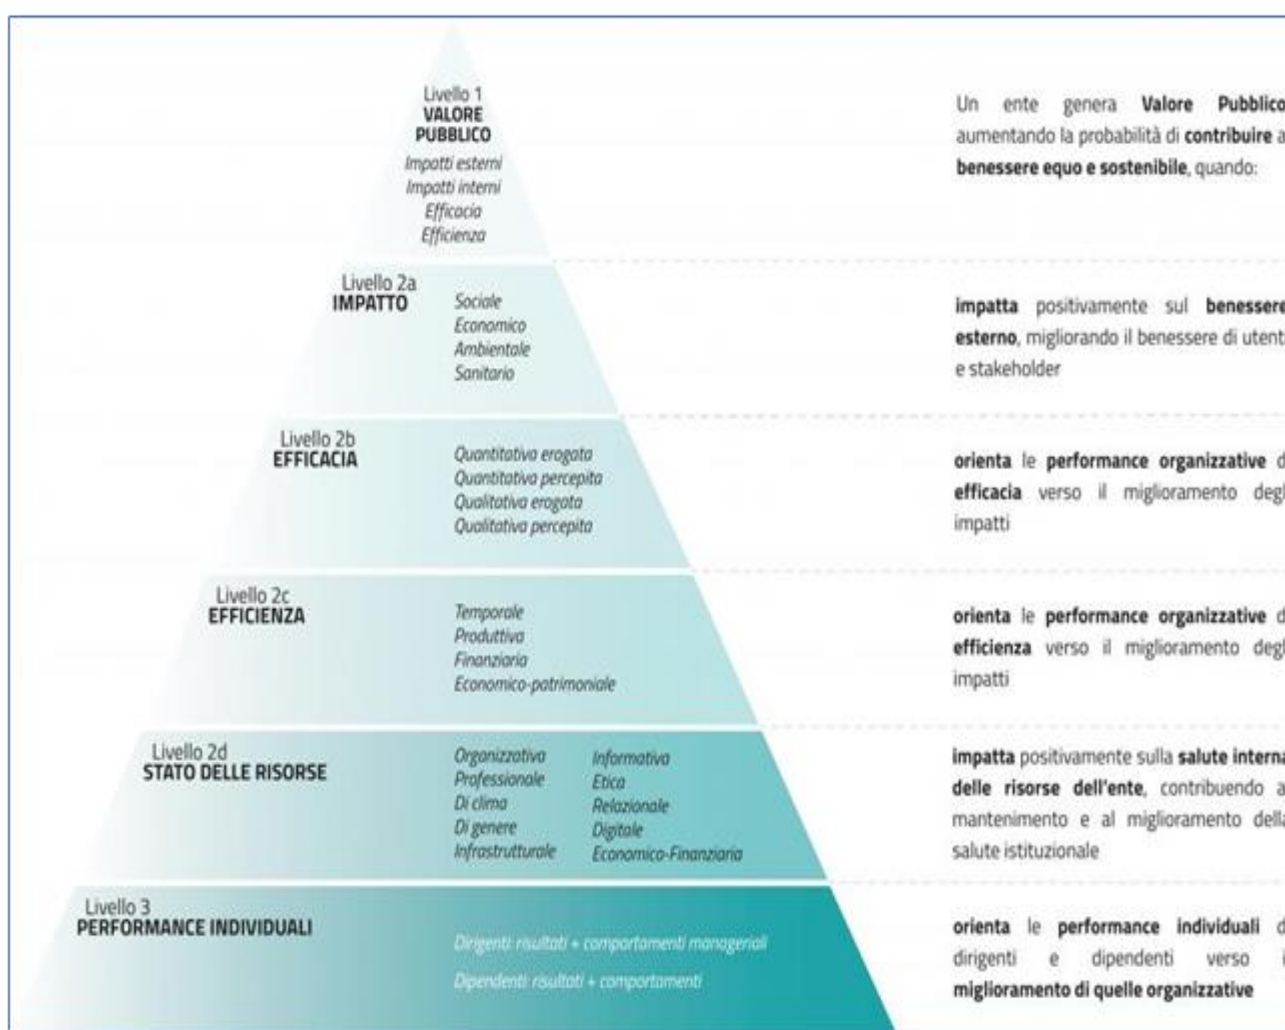 Livello 1
VALORE
PUBBLICO
Impatti esterni
Impatti interni
Efficacia
Efficienza
Un ente genera Valore Pubblico
aumentando la probabilità di contribuire a
benessere equo e sostenibile, quando:
Livello 2a
IMPATTO
Sociale
Economico
Ambientale
Sanitario
impatta positivamente sul benessere
esterno, migliorando il benessere di utent
e stakeholder
Livello 2b
EFFICACIA
Quantitativa erogata
Quantitativa percepita
Qualitativa erogata
Qualitativa percepita
orienta le performance organizzative d
efficacia verso il miglioramento degl
impatti
Livello 2c
EFFICIENZA
Temporale
Produttiva
Finanziaria
Economico-patrimoniale
orienta le performance organizzative d
efficienza verso il miglioramento degl
impatti
Livello 2d
STATO DELLE RISORSE
Organizzativa
Professionale
Di clima
Di genere
Infrastrutturale
Informativa
Etica
Relazionale
Digitale
Economico-Finanziaria
impatta positivamente sulla salute interna
delle risorse dell'ente, contribuendo a
mantenimento e al miglioramento della
salute istituzionale
Livello 3
PERFORMANCE INDIVIDUALI
Dirigenti: risultati + comportamenti manageriali
Dipendenti: risultati + comportamenti
orienta le performance individuali d
dirigenti e dipendenti verso i
miglioramento di quelle organizzative